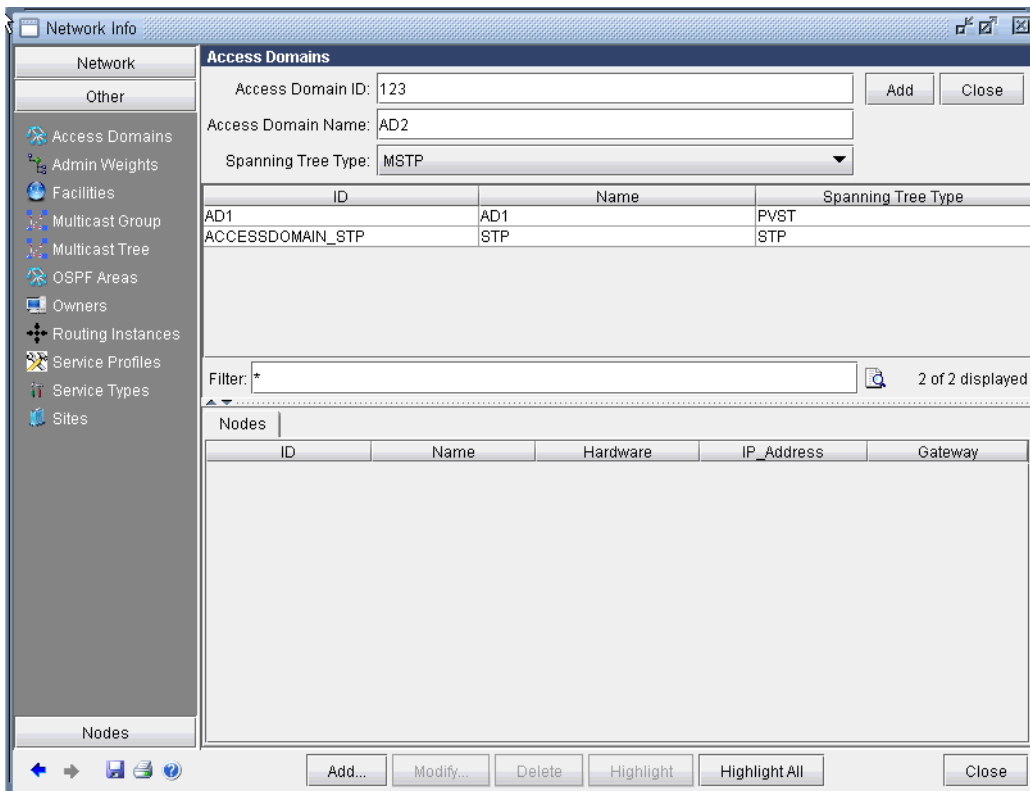 Network Info
Network
Other
Access Domains
Admin Weights
Facilities
Multicast Group
Multicast Tree
OSPF Areas
Owners
Routing Instances
Service Profiles
Service Types
Sites
Nodes
Access Domains
Access Domain ID: 123
Add Close
Access Domain Name: AD2
Spanning Tree Type: MSTP
ID Name Spanning Tree Type
AD1 AD1 PVST
ACCESSDOMAIN_STP STP STP
Filter: * 2 of 2 displayed
Nodes
ID Name Hardware IP_Address Gateway
Add... Modify... Delete Highlight Highlight All Close